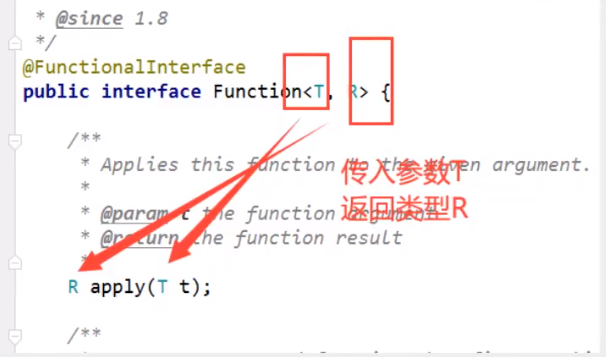 * @since 1.8
*/
@FunctionalInterface
public interface Function<T, R> {
/**
* Applies this function to the given argument.
*
* @param t the function argument
* @return the function result
*
R apply(T t);
/**
传入参数T
返回类型R